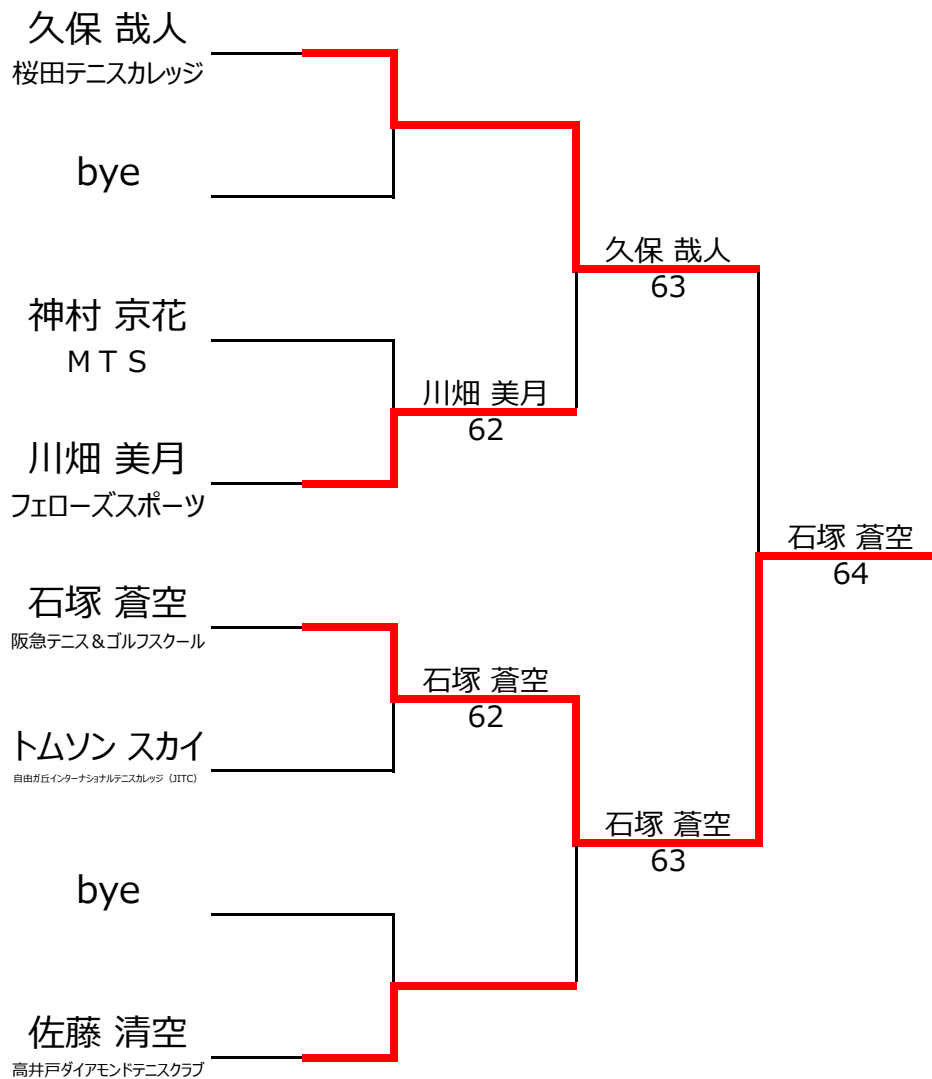 久保 哉人
桜田テニスカレッジ
bye
久保 哉人
63
神村 京花
ＭＴＳ
川畑 美月
62
川畑 美月
フェローズスポーツ
石塚 蒼空
64
石塚 蒼空
阪急テニス＆ゴルフスクール
石塚 蒼空
62
トムソン スカイ
自由ガ丘インターナショナルテニスカレッジ（JITC）
石塚 蒼空
63
bye
佐藤 清空
高井戸ダイアモンドテニスクラブ